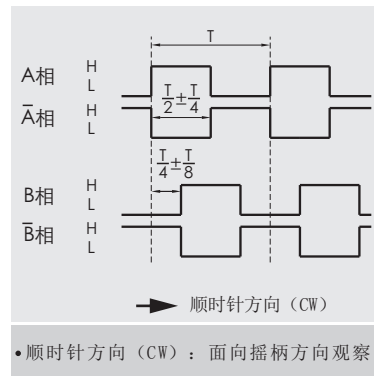 T
A相 H
L
T/2±T/4
A̅相 H
L
T/4±T/8
B相 H
L
B̅相 H
L
顺时针方向（CW）
•顺时针方向（CW）：面向摇柄方向观察